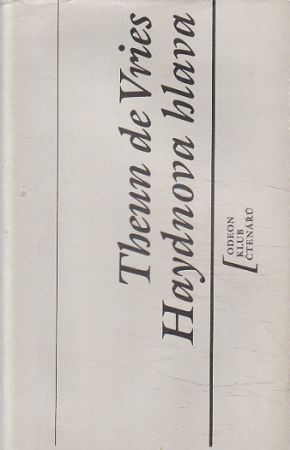 Theun de Vries
Haydnova hlava
ODEON
KLUB
ČTENÁŘŮ